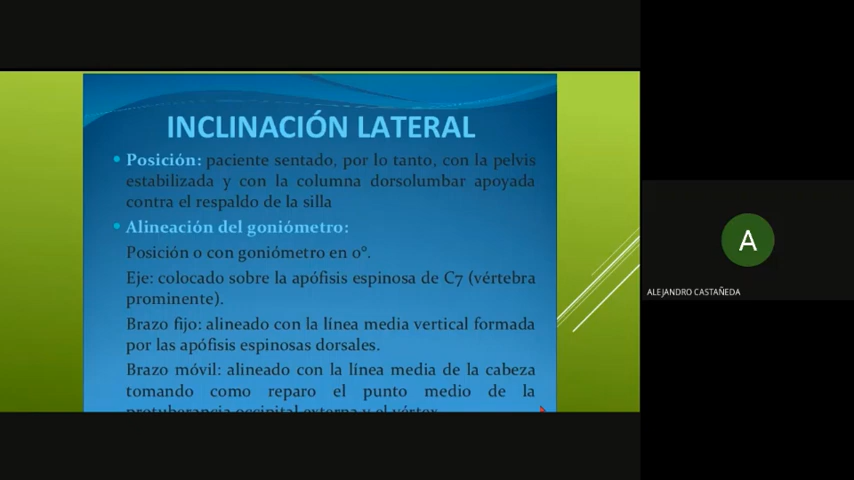 INCLINACIÓN LATERAL
• Posición: paciente sentado, por lo tanto, con la pelvis
estabilizada y con la columna dorsolumbar apoyada
contra el respaldo de la silla
• Alineación del goniómetro:
Posición 0 con goniómetro en 0°.
Eje: colocado sobre la apófisis espinosa de C7 (vértebra
prominente).
Brazo fijo: alineado con la línea media vertical formada
por las apófisis espinosas dorsales.
Brazo móvil: alineado con la línea media de la cabeza
tomando como reparo el punto medio de la
protuberancia occipital externa y el vértex.
A
ALEJANDRO CASTAÑEDA